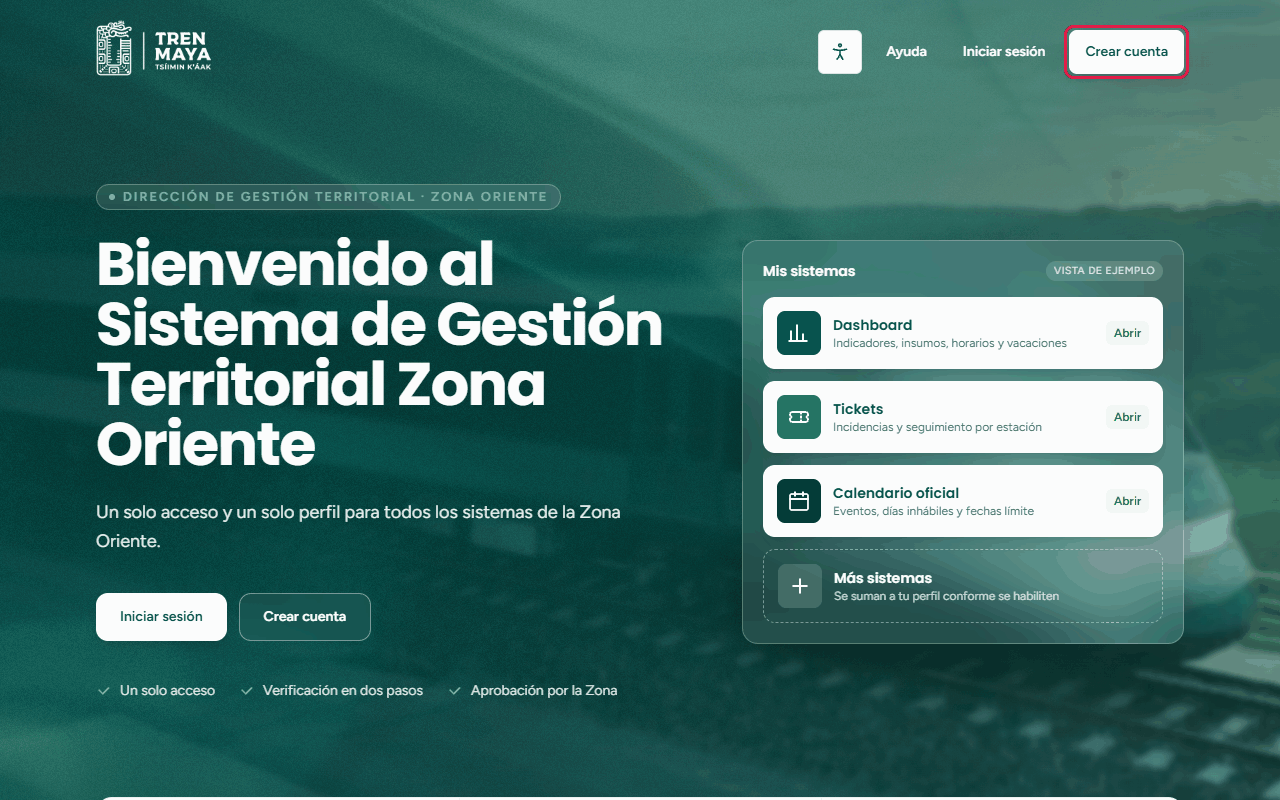 TREN
MAYA
TSÍIMIN K'ÁAK
Ayuda
Iniciar sesión
Crear cuenta
DIRECCIÓN DE GESTIÓN TERRITORIAL · ZONA ORIENTE
Bienvenido al
Sistema de Gestión
Territorial Zona
Oriente
Un solo acceso y un solo perfil para todos los sistemas de la Zona
Oriente.
Iniciar sesión
Crear cuenta
Un solo acceso
Verificación en dos pasos
Aprobación por la Zona
Mis sistemas
VISTA DE EJEMPLO
Dashboard
Indicadores, insumos, horarios y vacaciones
Abrir
Tickets
Incidencias y seguimiento por estación
Abrir
Calendario oficial
Eventos, días inhábiles y fechas límite
Abrir
Más sistemas
Se suman a tu perfil conforme se habiliten